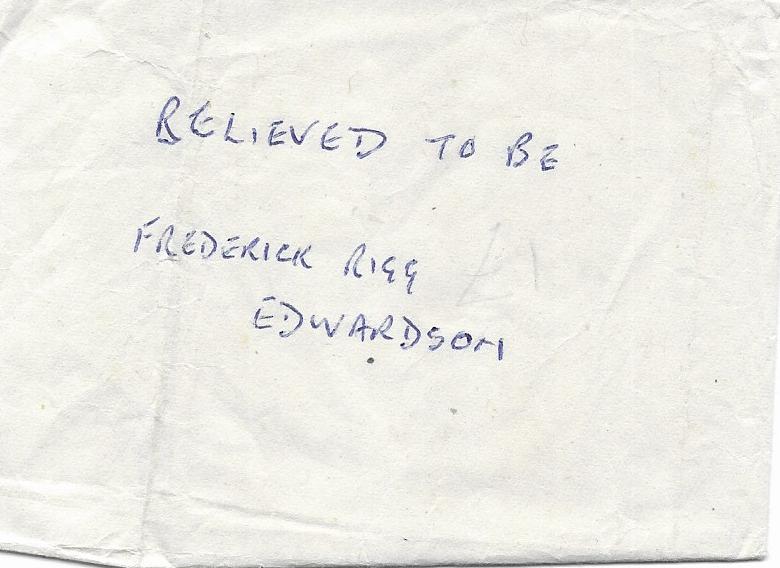 BELIEVED TO BE
FREDERICK RIGG
EDWARDSON